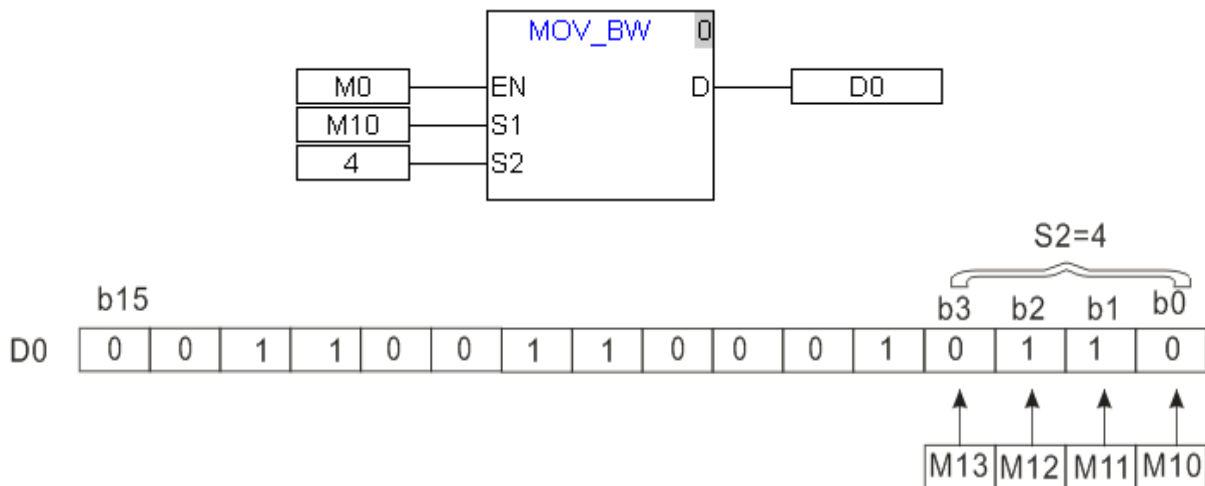 MOV_BW 0
M0 EN D D0
M10 S1
4 S2
S2=4
b15 b3 b2 b1 b0
D0 0 0 1 1 0 0 1 1 0 0 0 1 0 1 1 0
M13 M12 M11 M10